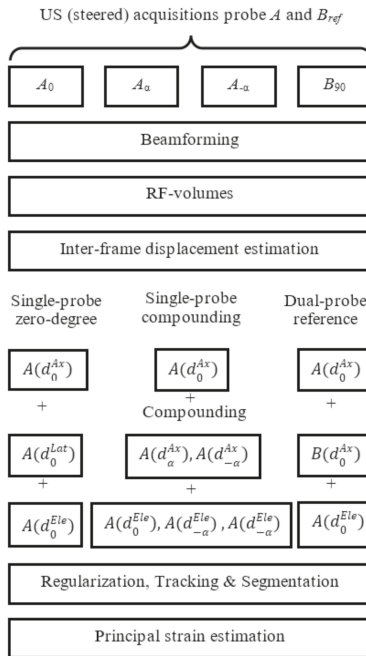 US (steered) acquisitions probe A and B_ref
A_0 A_α A_-α B_90
Beamforming
RF-volumes
Inter-frame displacement estimation
Single-probe zero-degree
Single-probe compounding
Dual-probe reference
A(d_0^Ax) A(d_0^Ax) A(d_0^Ax)
+ + +
Compounding
A(d_0^Lat) A(d_α^Ax), A(d_-α^Ax) B(d_0^Ax)
+ + +
A(d_0^Ele) A(d_0^Ele), A(d_-α^Ele) , A(d_-α^Ele) A(d_0^Ele)
Regularization, Tracking & Segmentation
Principal strain estimation